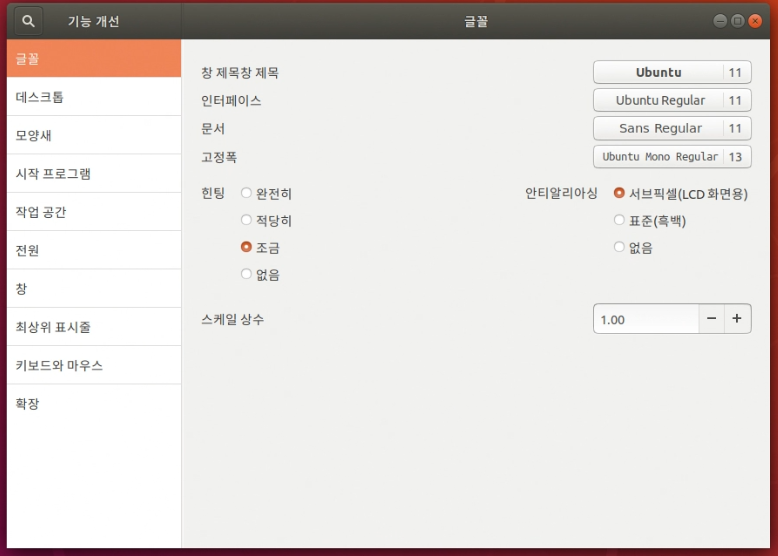 기능 개선
글꼴
글꼴
데스크톱
모양새
시작 프로그램
작업 공간
전원
창
최상위 표시줄
키보드와 마우스
확장
창 제목창 제목 Ubuntu 11
인터페이스 Ubuntu Regular 11
문서 Sans Regular 11
고정폭 Ubuntu Mono Regular 13
힌팅 완전히
적당히
조금
없음
안티알리아싱 서브픽셀(LCD 화면용)
표준(흑백)
없음
스케일 상수 1.00 − +